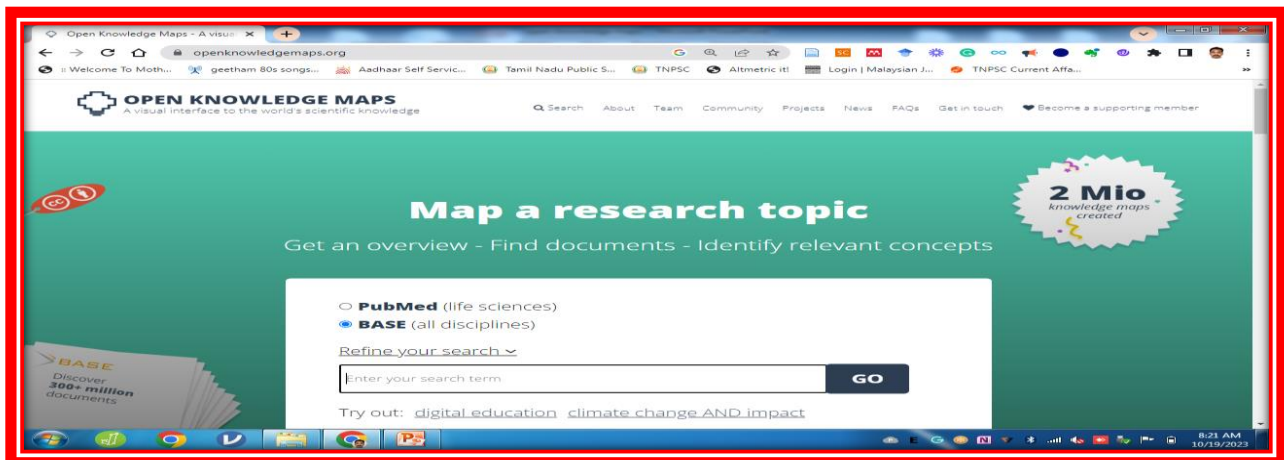 Open Knowledge Maps - A visu
openknowledgemaps.org
:: Welcome To Moth... geetham 80s songs... Aadhaar Self Servic... Tamil Nadu Public S... TNPSC Altmetric it! Login | Malaysian J... TNPSC Current Affa... »
OPEN KNOWLEDGE MAPS
A visual interface to the world's scientific knowledge
Search About Team Community Projects News FAQs Get in touch Become a supporting member
2 Mio
knowledge maps
created
Map a research topic
Get an overview - Find documents - Identify relevant concepts
PubMed (life sciences)
BASE (all disciplines)
Refine your search
Enter your search term GO
Try out: digital education climate change AND impact
BASE
Discover
300+ million
documents
8:21 AM
10/19/2023